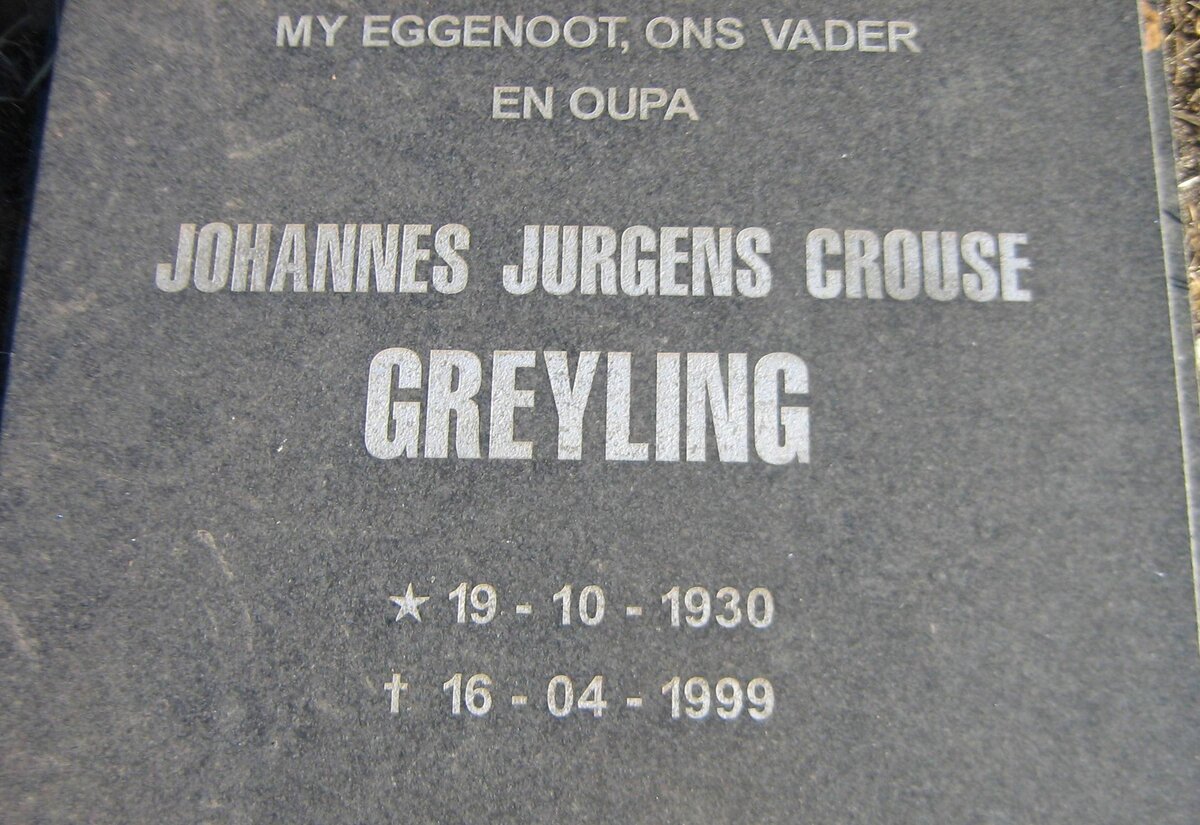 MY EGGENOOT, ONS VADER
EN OUPA
JOHANNES JURGENS CROUSE
GREYLING
★ 19 - 10 - 1930
† 16 - 04 - 1999